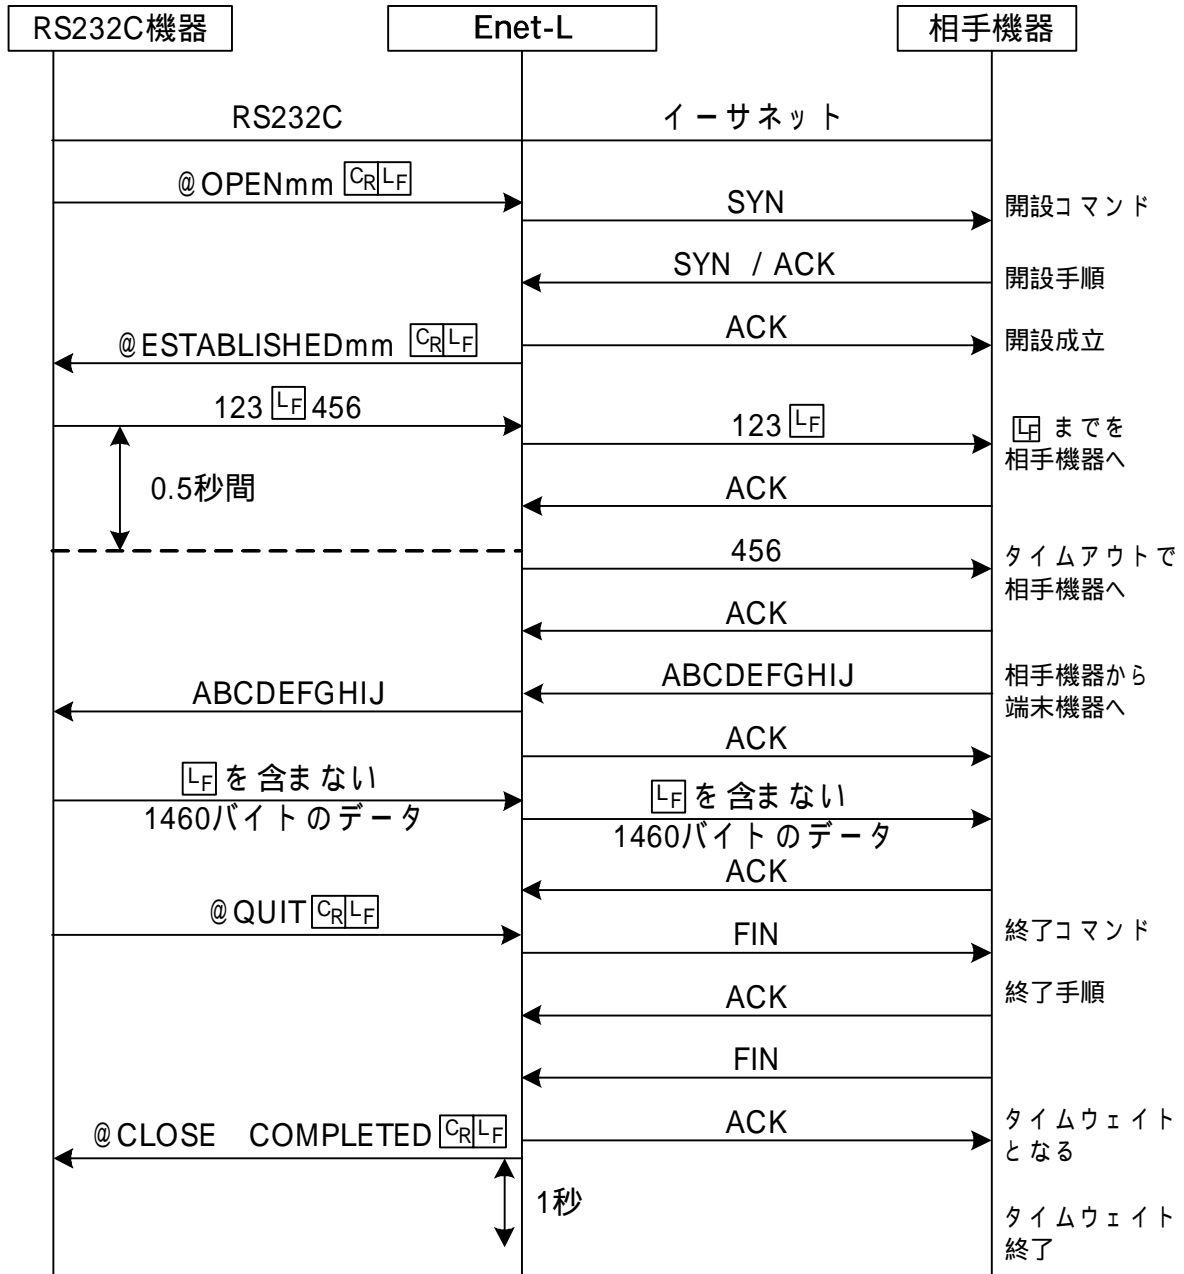 RS232C機器
Enet-L
相手機器
RS232C
イーサネット
@OPENmm CRLF
SYN
開設コマンド
SYN / ACK
開設手順
ACK
開設成立
@ESTABLISHEDmm CRLF
123 LF 456
123 LF
LF までを
相手機器へ
0.5秒間
ACK
456
タイムアウトで
相手機器へ
ACK
ABCDEFGHIJ
相手機器から
端末機器へ
ABCDEFGHIJ
ACK
LF を含まない
1460バイトのデータ
LF を含まない
1460バイトのデータ
ACK
@QUIT CRLF
FIN
終了コマンド
ACK
終了手順
FIN
@CLOSE COMPLETED CRLF
ACK
タイムウェイト
となる
1秒
タイムウェイト
終了